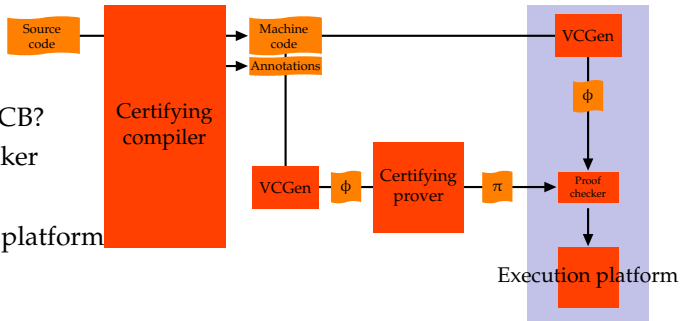 Source
code
Machine
code
Annotations
VCGen
ϕ
Certifying
compiler
CB?
ker
platform
VCGen
ϕ
Certifying
prover
π
Proof
checker
Execution platform